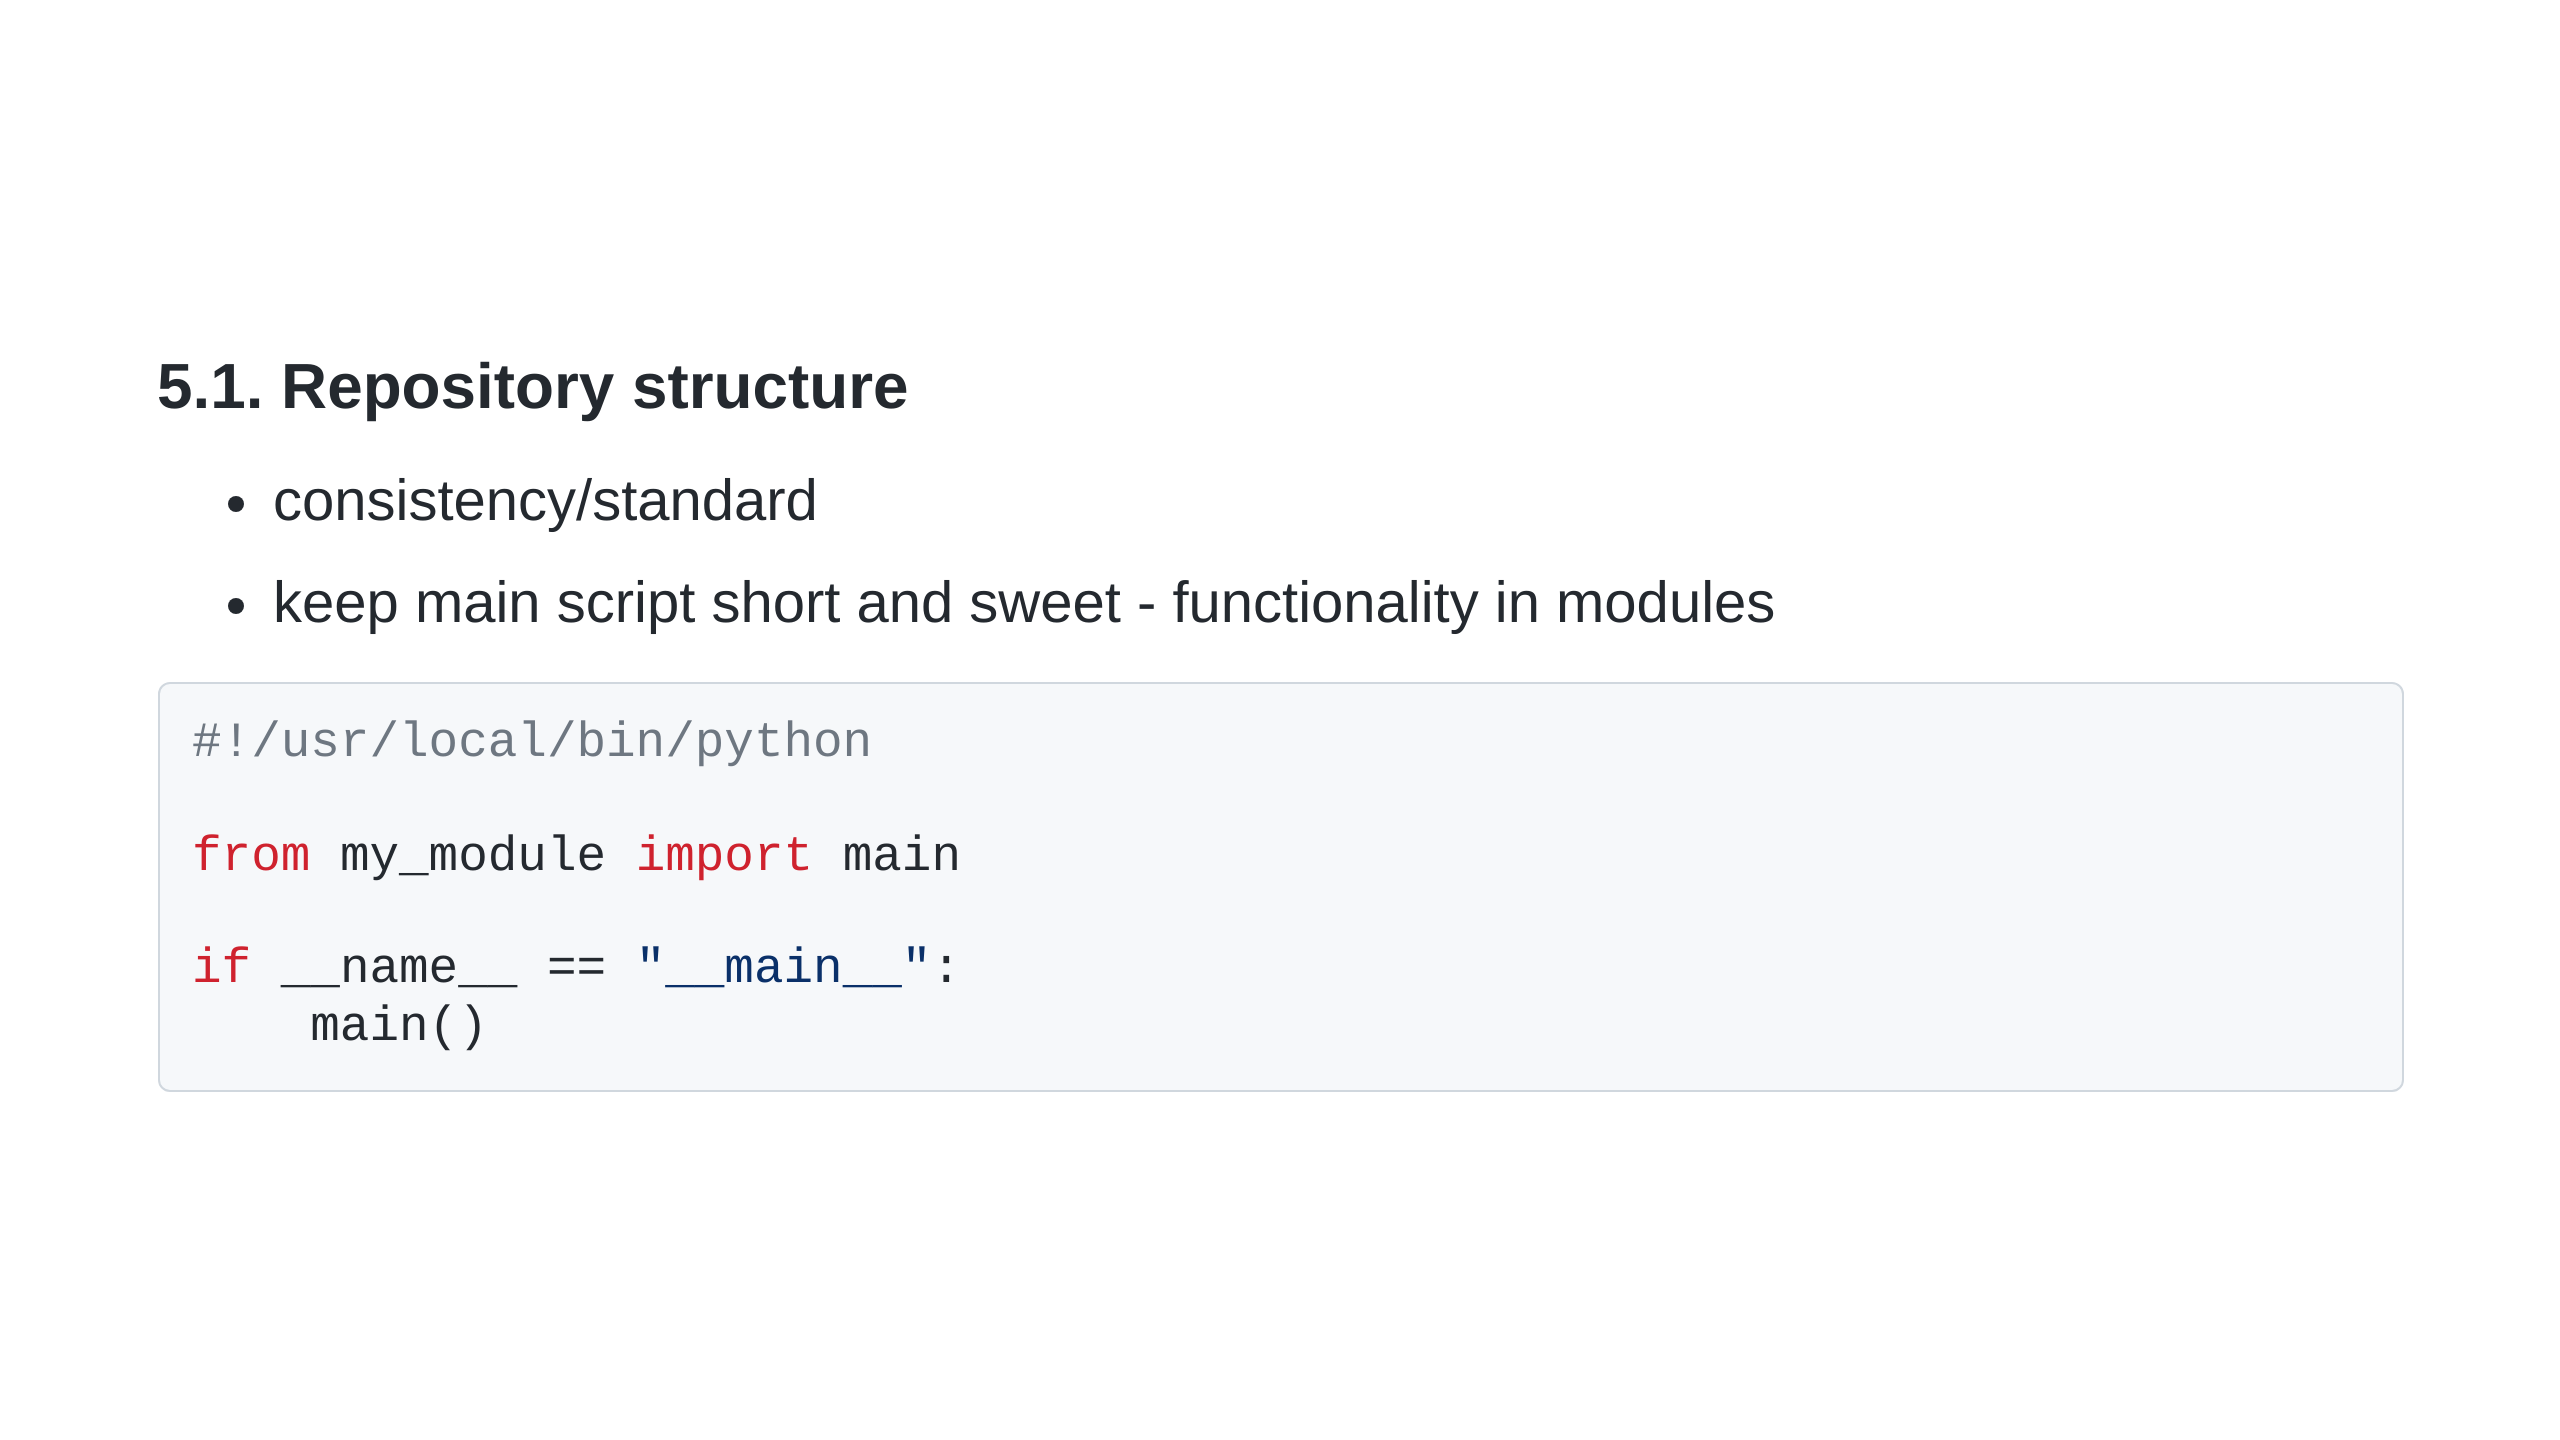 5.1. Repository structure
• consistency/standard
• keep main script short and sweet - functionality in modules
#!/usr/local/bin/python
from my_module import main
if __name__ == "__main__":
    main()